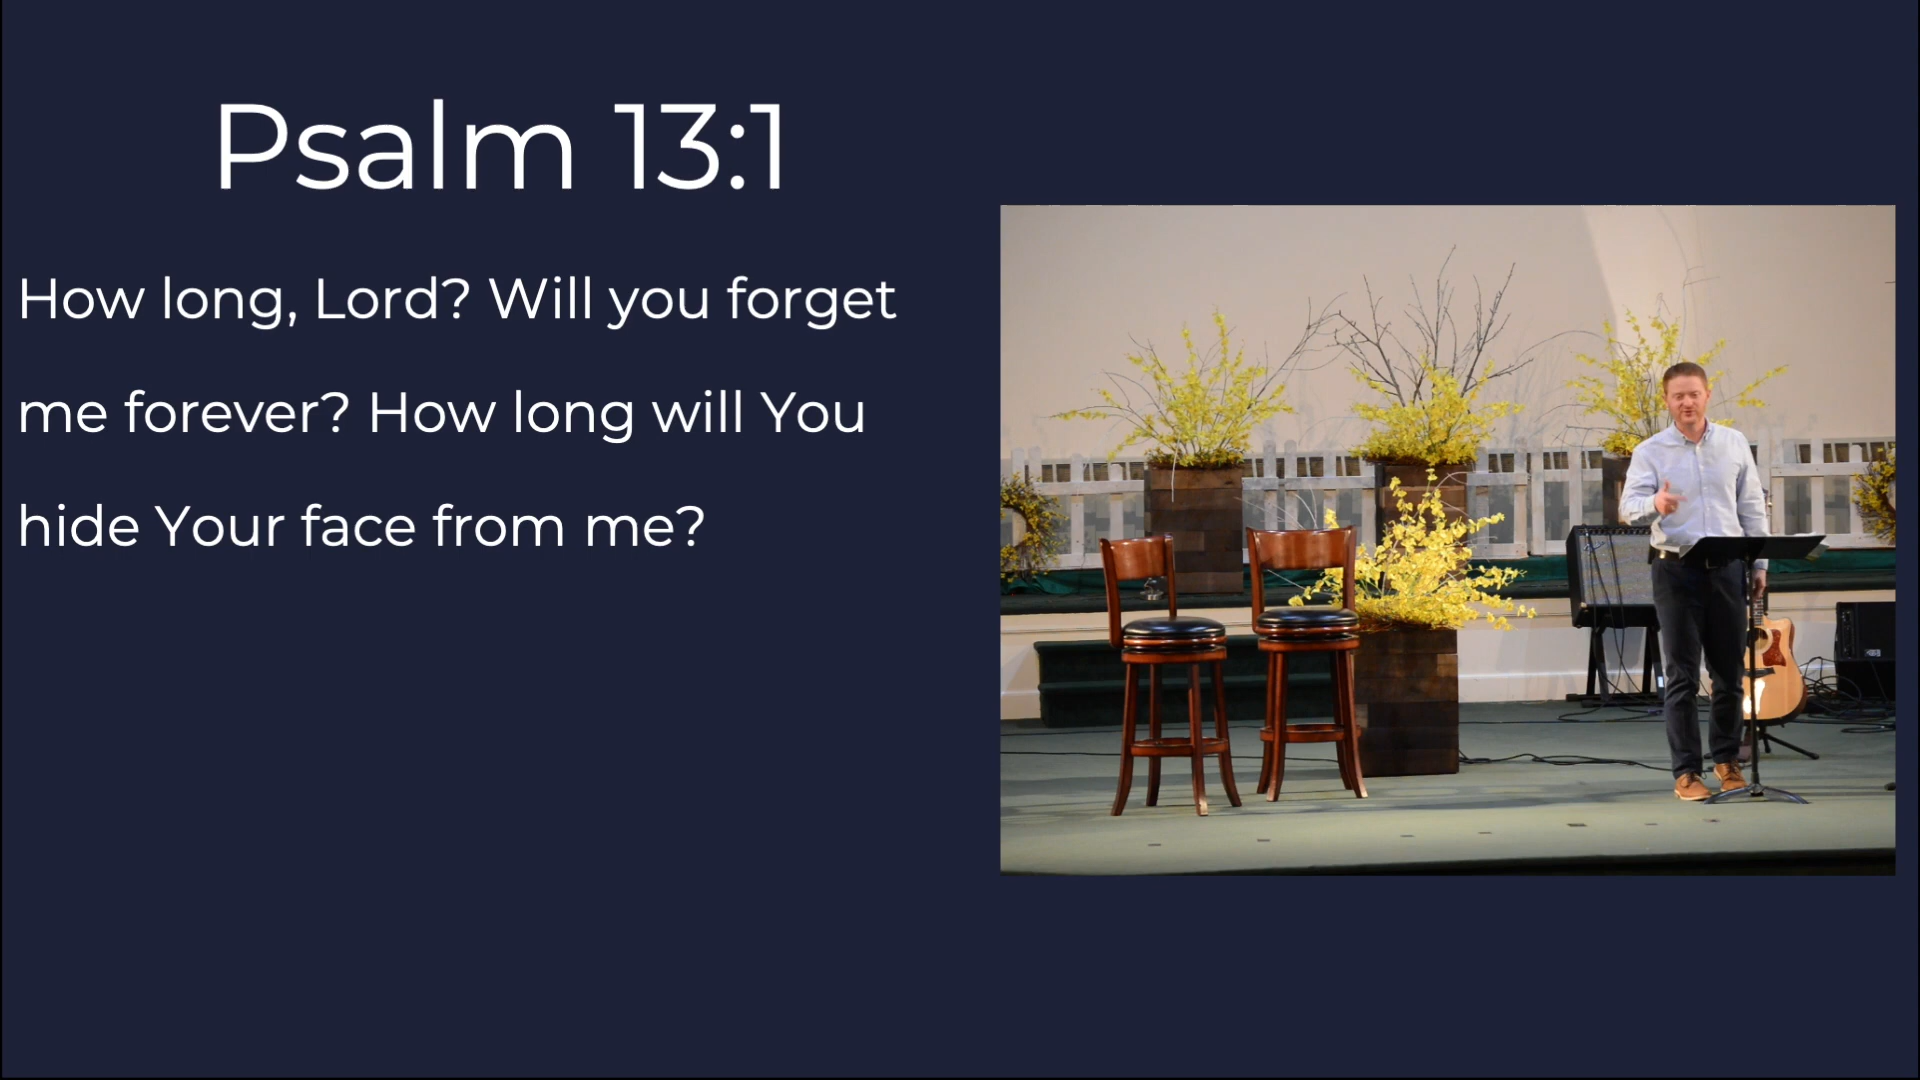 Psalm 13:1
How long, Lord? Will you forget
me forever? How long will You
hide Your face from me?